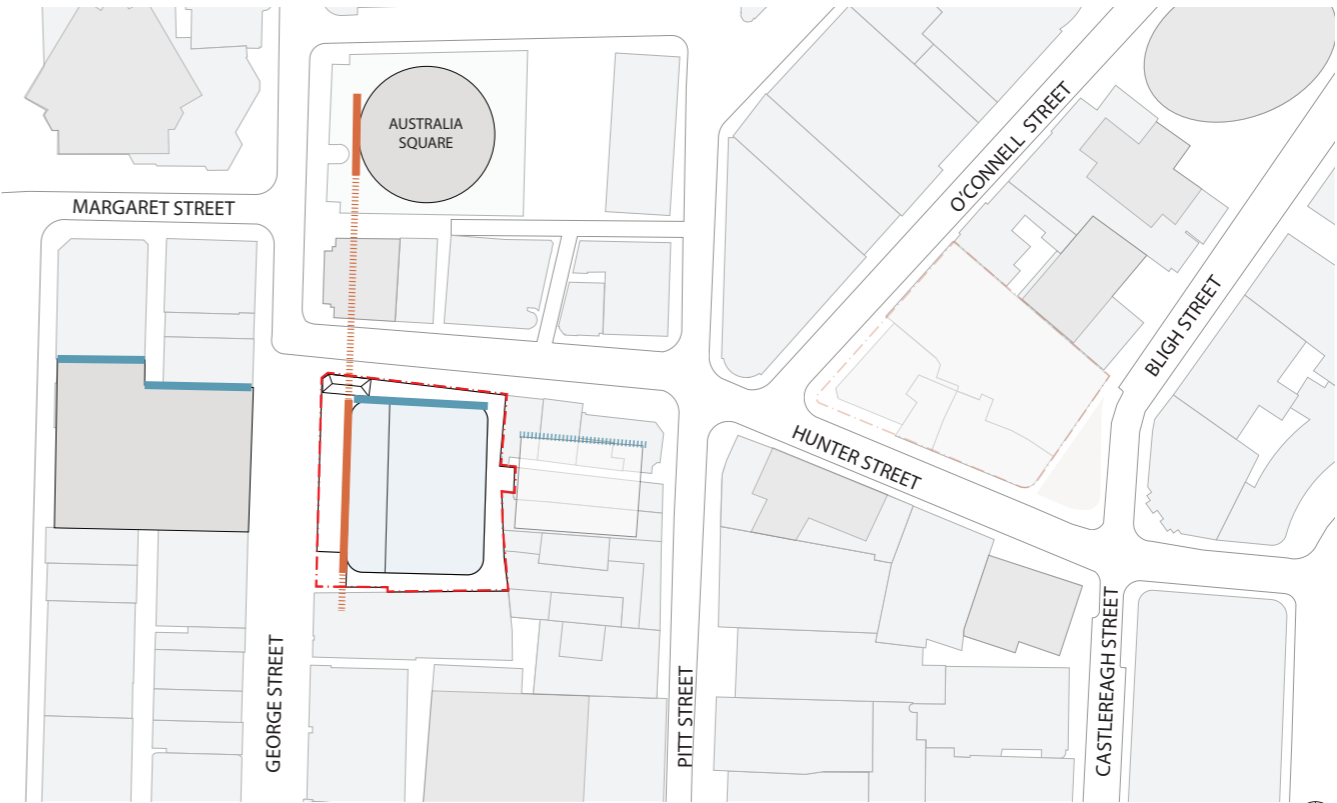 AUSTRALIA
SQUARE
O'CONNELL STREET
MARGARET STREET
BLIGH STREET
HUNTER STREET
GEORGE STREET
PITT STREET
CASTLEREAGH STREET